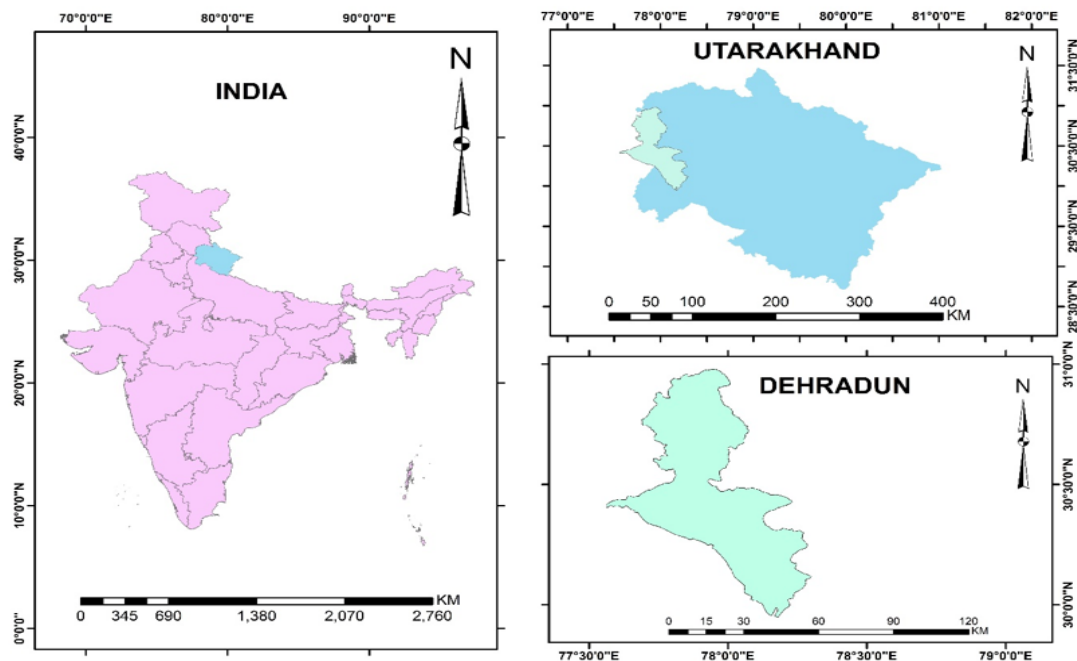 70°0'0"E 80°0'0"E 90°0'0"E
INDIA
N
40°0'0"N
30°0'0"N
20°0'0"N
10°0'0"N
0°0'0"
KM
0 345 690 1,380 2,070 2,760
77°0'0"E 78°0'0"E 79°0'0"E 80°0'0"E 81°0'0"E 82°0'0"E
UTARAKHAND
N
31°30'0"N
30°30'0"N
29°30'0"N
28°30'0"N
0 50 100 200 300 400
KM
DEHRADUN
N
31°0'0"N
30°30'0"N
30°0'0"N
0 15 30 60 90 120
KM
77°30'0"E 78°0'0"E 78°30'0"E 79°0'0"E